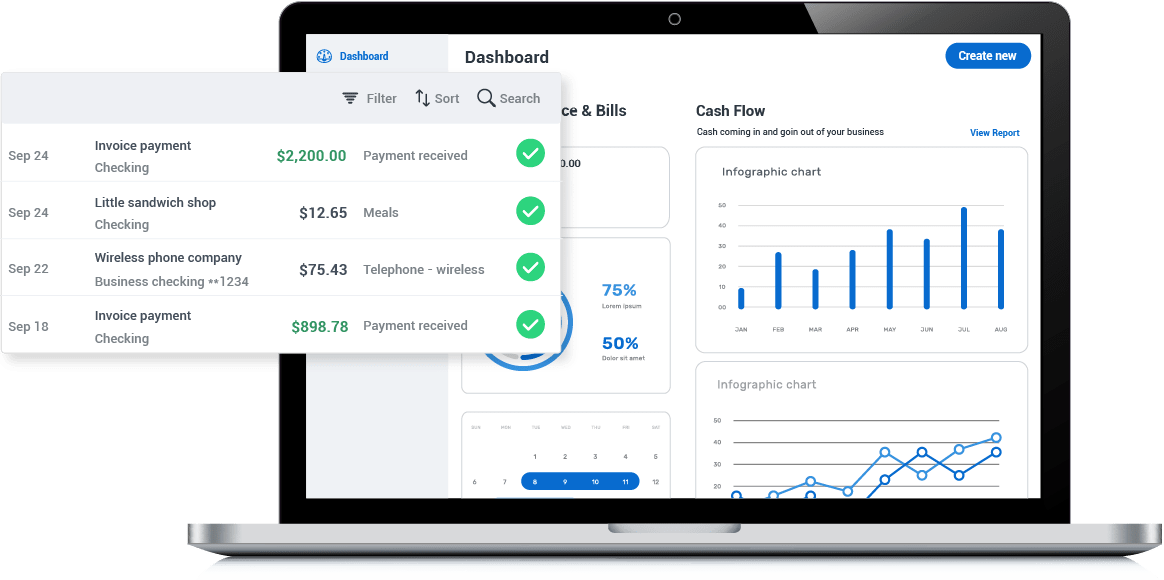 Dashboard
Dashboard
Create new
Filter
Sort
Search
Sep 24
Invoice payment
Checking
$2,200.00
Payment received
Sep 24
Little sandwich shop
Checking
$12.65
Meals
Sep 22
Wireless phone company
Business checking **1234
$75.43
Telephone - wireless
Sep 18
Invoice payment
Checking
$898.78
Payment received
ce & Bills
0.00
75%
Lorem ipsum
50%
Dolor sit amet
SUN MON TUE WED THU FRI SAT
1 2 3 4 5
6 7 8 9 10 11 12
Cash Flow
Cash coming in and goin out of your business
View Report
Infographic chart
50
40
30
20
10
00
JAN FEB MAR APR MAY JUN JUL AUG
Infographic chart
50
40
30
20